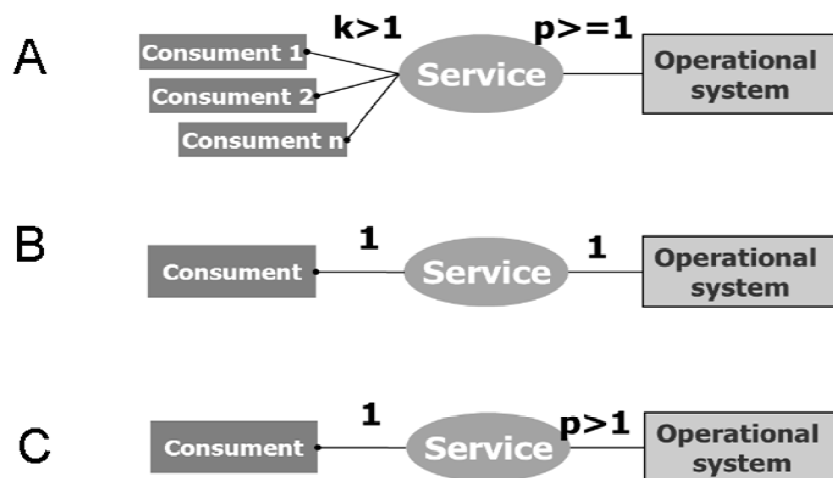 A
k>1
p>=1
Consument 1
Consument 2
Consument n
Service
Operational
system
B
1
1
Consument
Service
Operational
system
C
1
p>1
Consument
Service
Operational
system